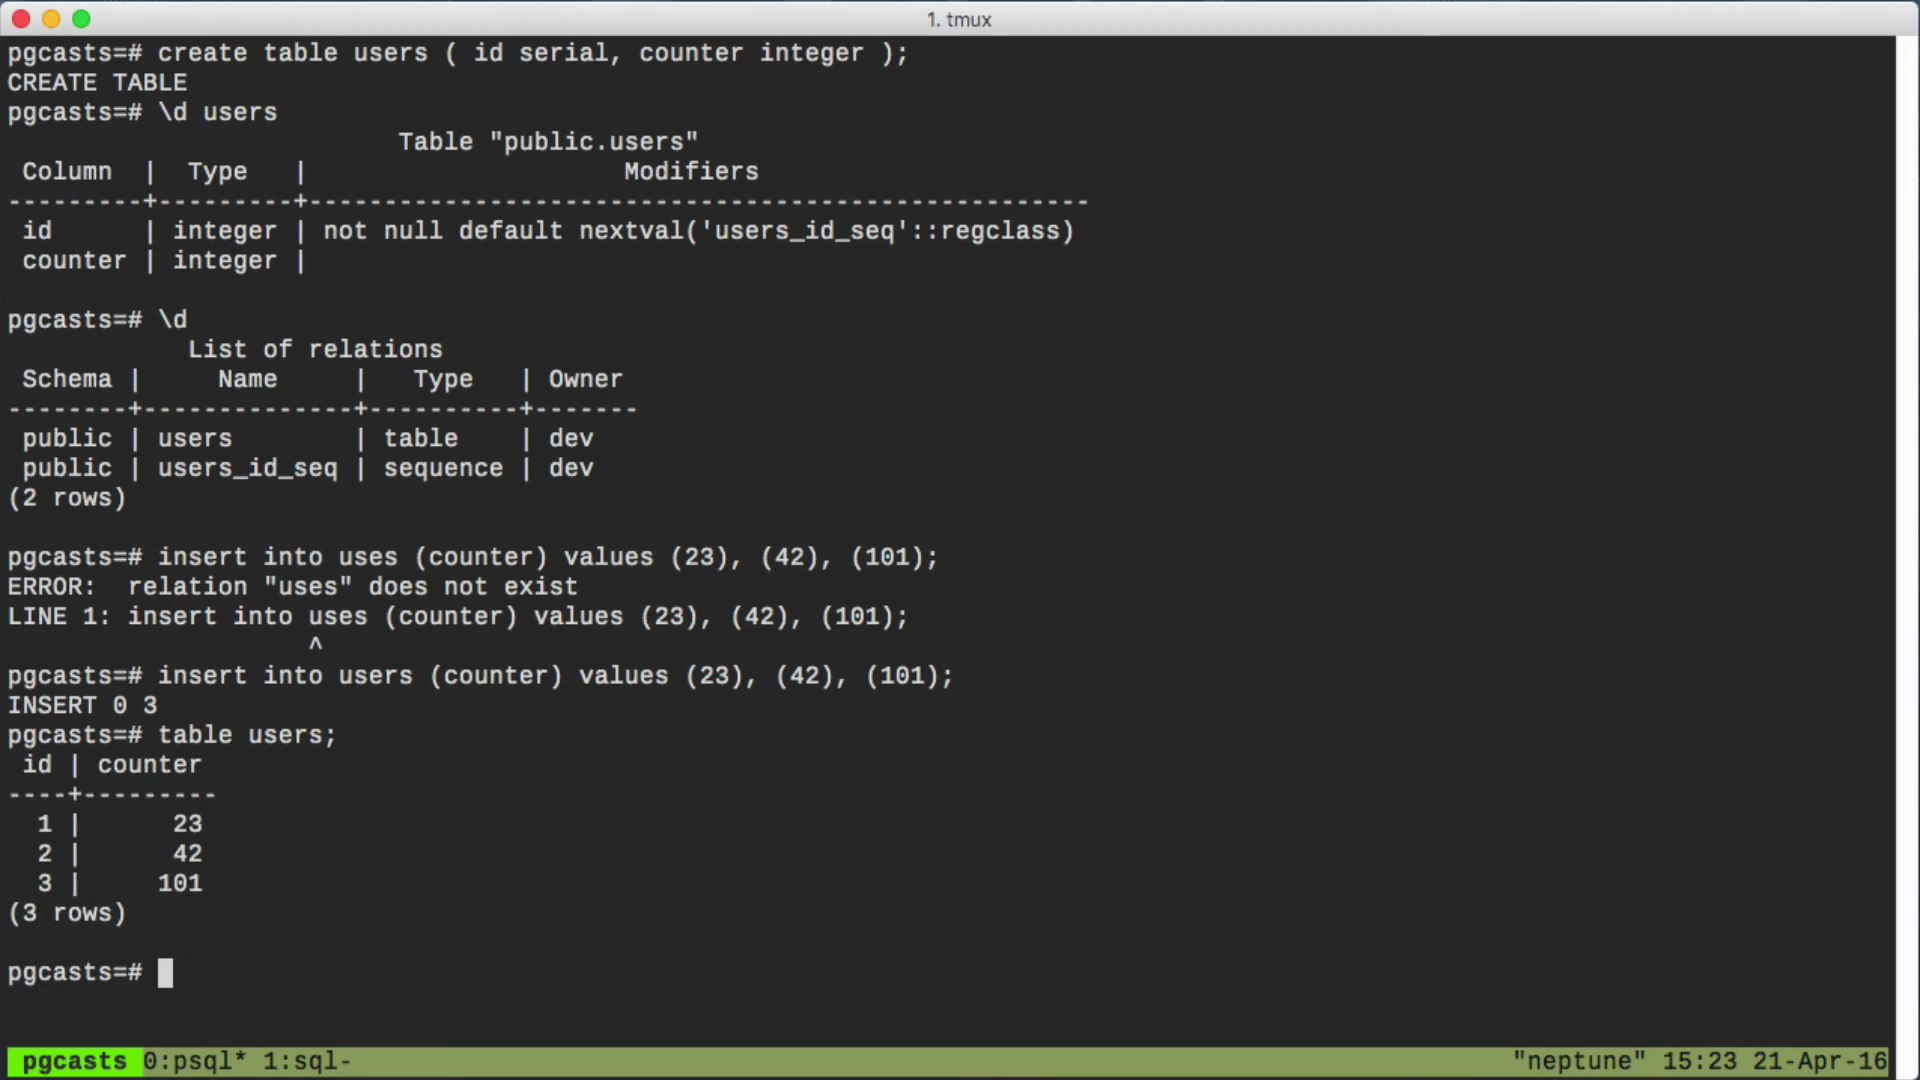 1. tmux
pgcasts=# create table users ( id serial, counter integer );
CREATE TABLE
pgcasts=# \d users
                          Table "public.users"
 Column  |  Type   |                     Modifiers
---------+---------+----------------------------------------------------
 id      | integer | not null default nextval('users_id_seq'::regclass)
 counter | integer |
pgcasts=# \d
            List of relations
 Schema |     Name     |   Type   | Owner
--------+--------------+----------+-------
 public | users        | table    | dev
 public | users_id_seq | sequence | dev
(2 rows)
pgcasts=# insert into uses (counter) values (23), (42), (101);
ERROR:  relation "uses" does not exist
LINE 1: insert into uses (counter) values (23), (42), (101);
                    ^
pgcasts=# insert into users (counter) values (23), (42), (101);
INSERT 0 3
pgcasts=# table users;
 id | counter
----+---------
  1 |      23
  2 |      42
  3 |     101
(3 rows)
pgcasts=#
pgcasts 0:psql* 1:sql- "neptune" 15:23 21-Apr-16